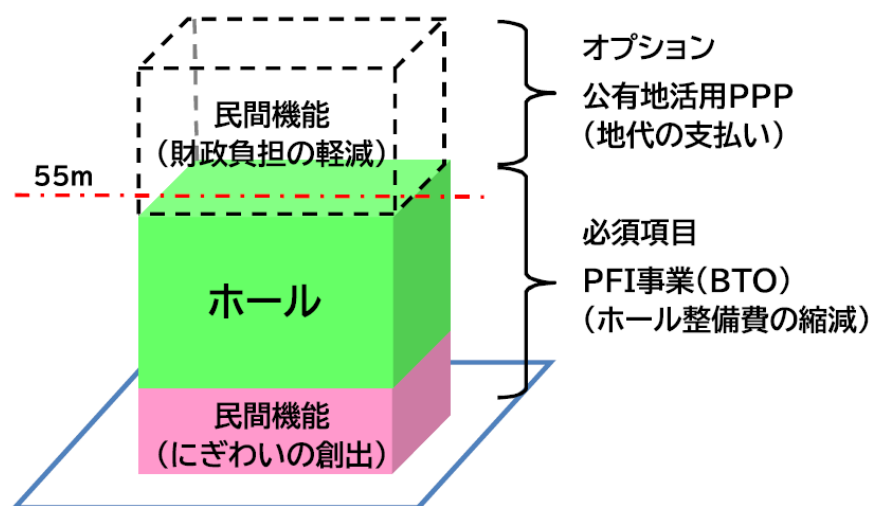 オプション
公有地活用PPP
（地代の支払い）
民間機能
（財政負担の軽減）
55m
必須項目
PFI事業（BTO）
（ホール整備費の縮減）
ホール
民間機能
（にぎわいの創出）